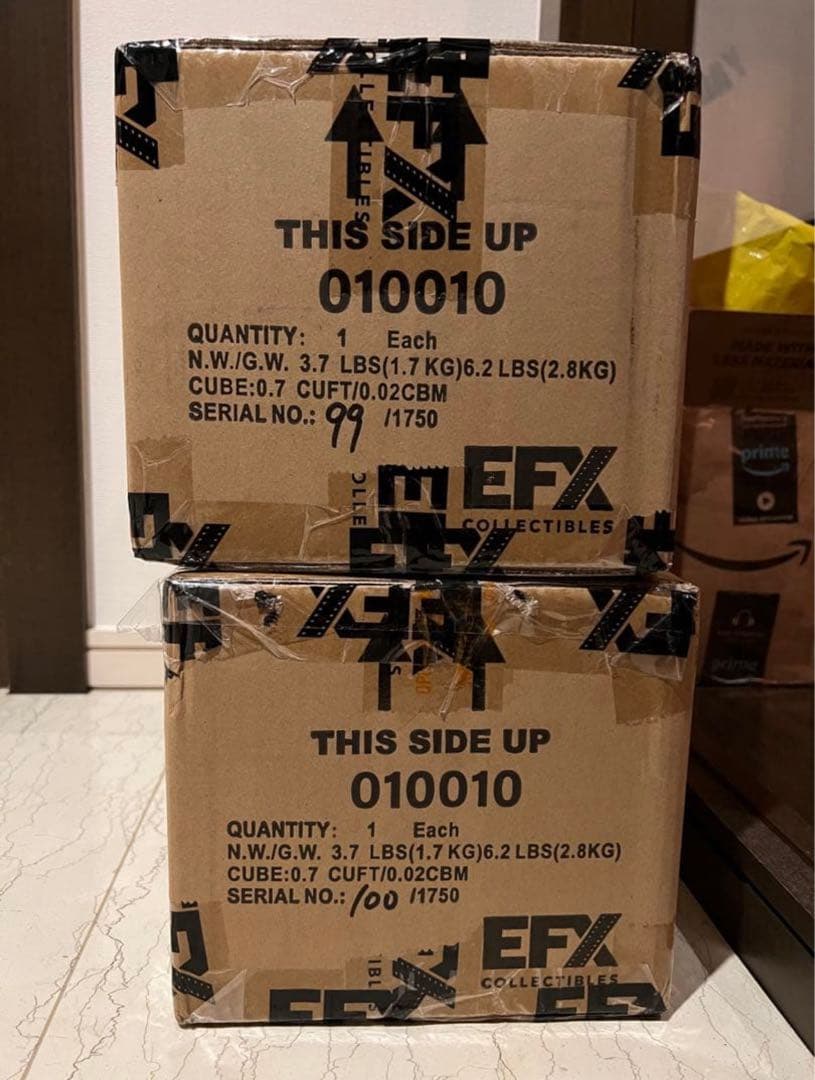 THIS SIDE UP
010010
QUANTITY: 1 Each
N.W./G.W. 3.7 LBS(1.7 KG)6.2 LBS(2.8KG)
CUBE:0.7 CUFT/0.02CBM
SERIAL NO.: 99 /1750
EFX
COLLECTIBLES
THIS SIDE UP
010010
QUANTITY: 1 Each
N.W./G.W. 3.7 LBS(1.7 KG)6.2 LBS(2.8KG)
CUBE:0.7 CUFT/0.02CBM
SERIAL NO.: 100 /1750
EFX
COLLECTIBLES
prime
prime